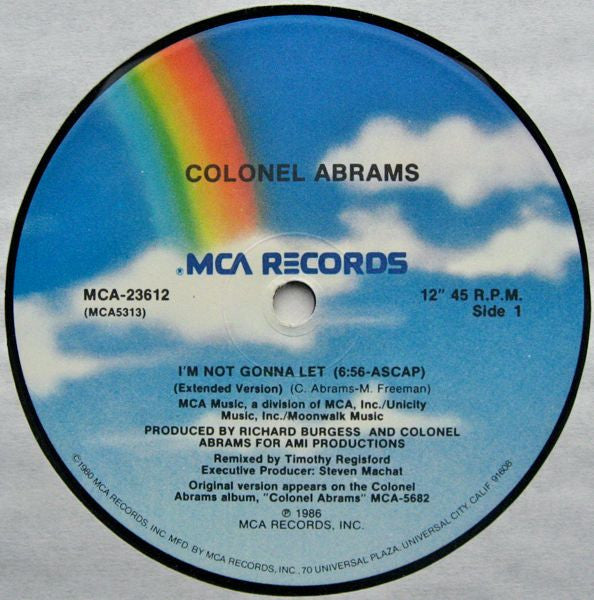 COLONEL ABRAMS
®MCA RECORDS
MCA-23612
(MCA5313)
12" 45 R.P.M.
Side 1
I'M NOT GONNA LET (6:56-ASCAP)
(Extended Version) (C. Abrams-M. Freeman)
MCA Music, a division of MCA, Inc./Unicity
Music, Inc./Moonwalk Music
PRODUCED BY RICHARD BURGESS AND COLONEL
ABRAMS FOR AMI PRODUCTIONS
Remixed by Timothy Regisford
Executive Producer: Steven Machat
Original version appears on the Colonel
Abrams album, "Colonel Abrams" MCA-5682
℗ 1986
MCA RECORDS, INC.
©1980 MCA RECORDS, INC. MFD. BY MCA RECORDS, INC., 70 UNIVERSAL PLAZA, UNIVERSAL CITY, CALIF. 91608